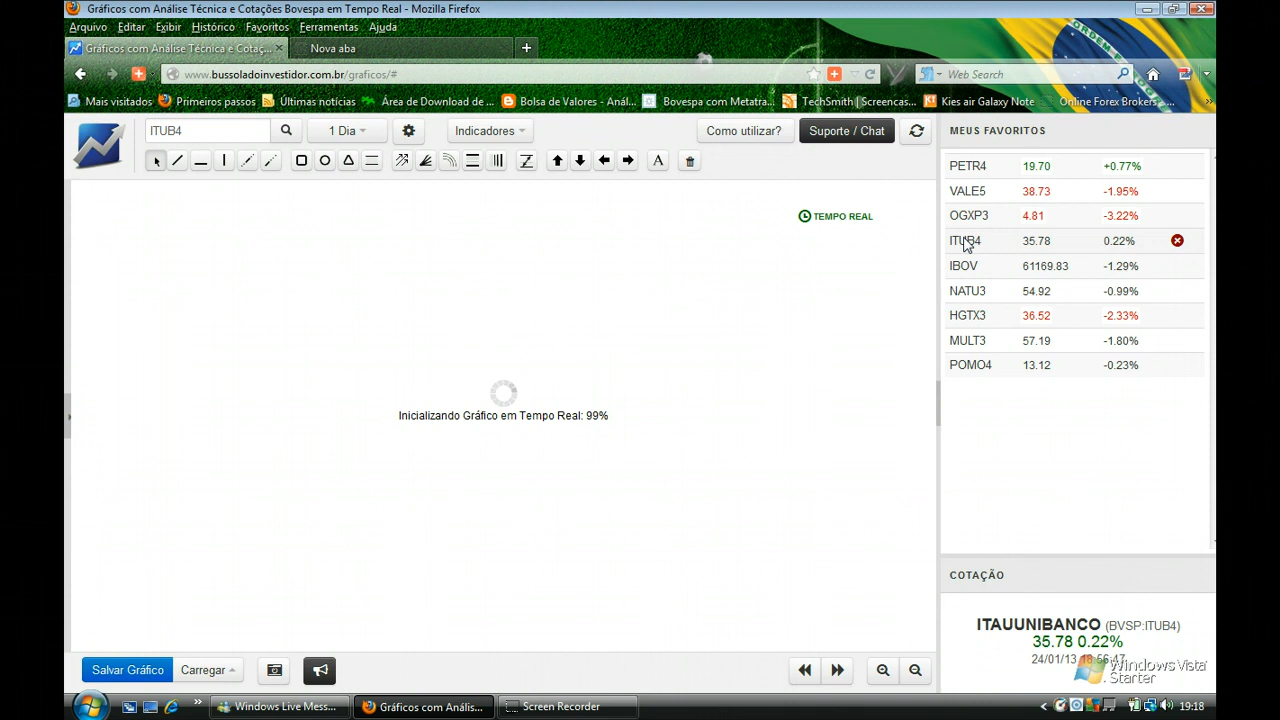 Gráficos com Análise Técnica e Cotações Bovespa em Tempo Real - Mozilla Firefox
Arquivo Editar Exibir Histórico Favoritos Ferramentas Ajuda
Gráficos com Análise Técnica e Cotaç... × Nova aba +
www.bussoladoinvestidor.com.br/graficos/# Web Search
Mais visitados Primeiros passos Últimas notícias Área de Download de ... Bolsa de Valores - Anál... Bovespa com Metatra... TechSmith | Screencas... Kies air Galaxy Note Online Forex Brokers ... »
ITUB4 1 Dia Indicadores Como utilizar? Suporte / Chat
A
TEMPO REAL
Inicializando Gráfico em Tempo Real: 99%
MEUS FAVORITOS
PETR4 19.70 +0.77%
VALE5 38.73 -1.95%
OGXP3 4.81 -3.22%
ITUB4 35.78 0.22%
IBOV 61169.83 -1.29%
NATU3 54.92 -0.99%
HGTX3 36.52 -2.33%
MULT3 57.19 -1.80%
POMO4 13.12 -0.23%
COTAÇÃO
ITAUUNIBANCO (BVSP:ITUB4)
35.78 0.22%
24/01/13 18:56:47
Windows Vista
Starter
Salvar Gráfico Carregar
» Windows Live Mess... Gráficos com Anális... Screen Recorder 19:18